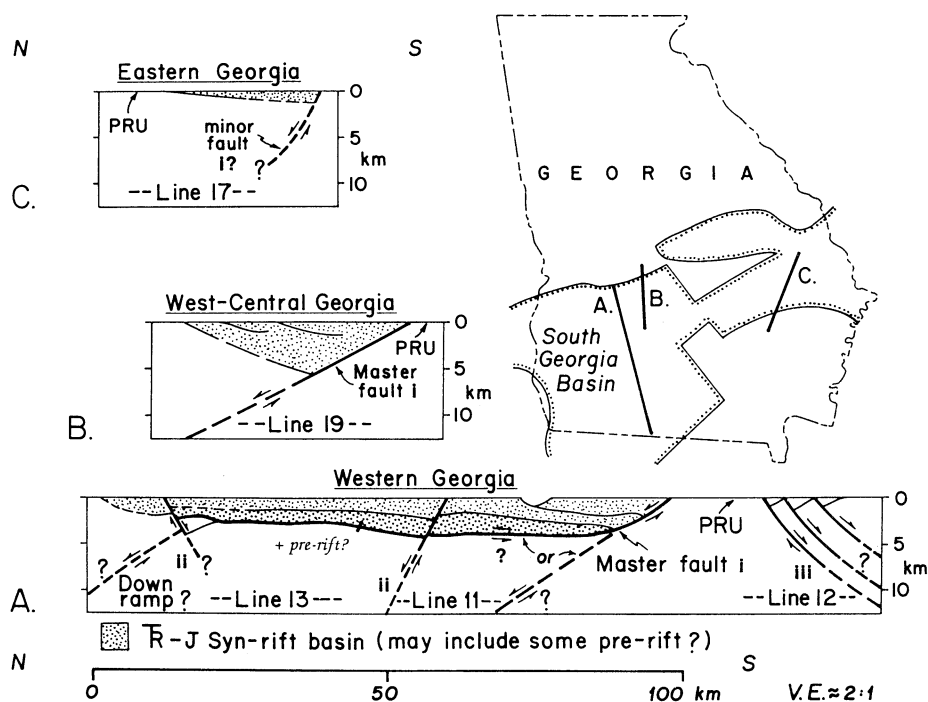 N
S
Eastern Georgia
PRU
minor
fault
i?
?
0
5
km
10
--Line 17--
C.
GEORGIA
A.
B.
C.
South
Georgia
Basin
West-Central Georgia
0
PRU
5
Master
fault i
km
10
--Line 19--
B.
Western Georgia
0
PRU
5
km
10
+ pre-rift?
?
ii
?
Down
ramp?
ii
? or
Master fault i
?
iii
?
--Line 13--
--Line 11--
--Line 12--
A.
TR-J Syn-rift basin (may include some pre-rift?)
N
S
0
50
100 km
V.E.≈2:1